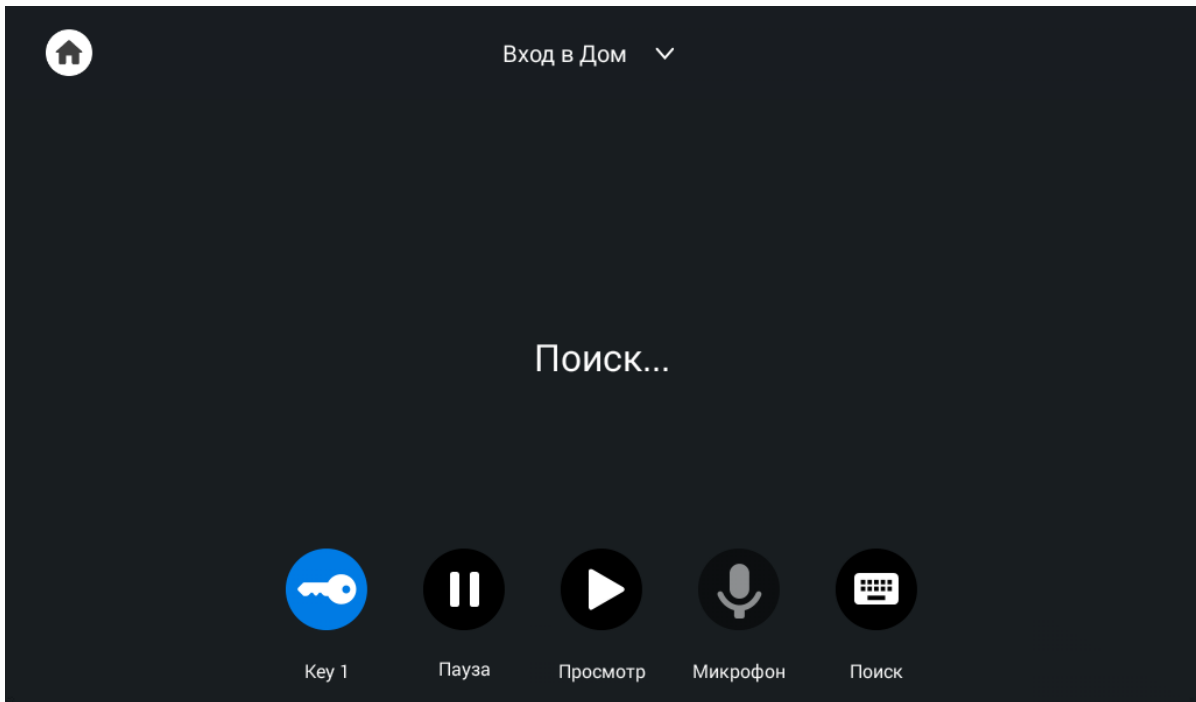 Вход в Дом
Поиск...
Key 1
Пауза
Просмотр
Микрофон
Поиск